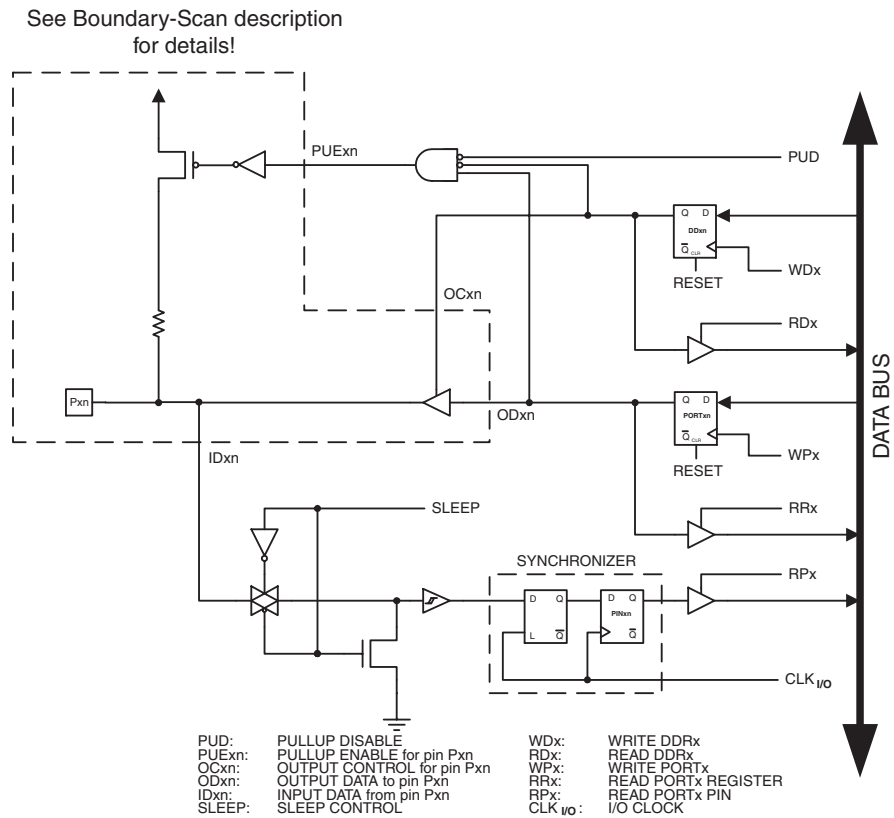 See Boundary-Scan description
for details!
PUExn
PUD
Q D
DDxn
Q CLR
WDx
RESET
OCxn
RDx
Pxn
ODxn
Q D
PORTxn
Q CLR
WPx
RESET
IDxn
SLEEP
RRx
SYNCHRONIZER
RPx
D Q
L Q
D Q
PINxn
Q
CLK I/O
DATA BUS
PUD: PULLUP DISABLE
PUExn: PULLUP ENABLE for pin Pxn
OCxn: OUTPUT CONTROL for pin Pxn
ODxn: OUTPUT DATA to pin Pxn
IDxn: INPUT DATA from pin Pxn
SLEEP: SLEEP CONTROL
WDx: WRITE DDRx
RDx: READ DDRx
WPx: WRITE PORTx
RRx: READ PORTx REGISTER
RPx: READ PORTx PIN
CLK I/O: I/O CLOCK